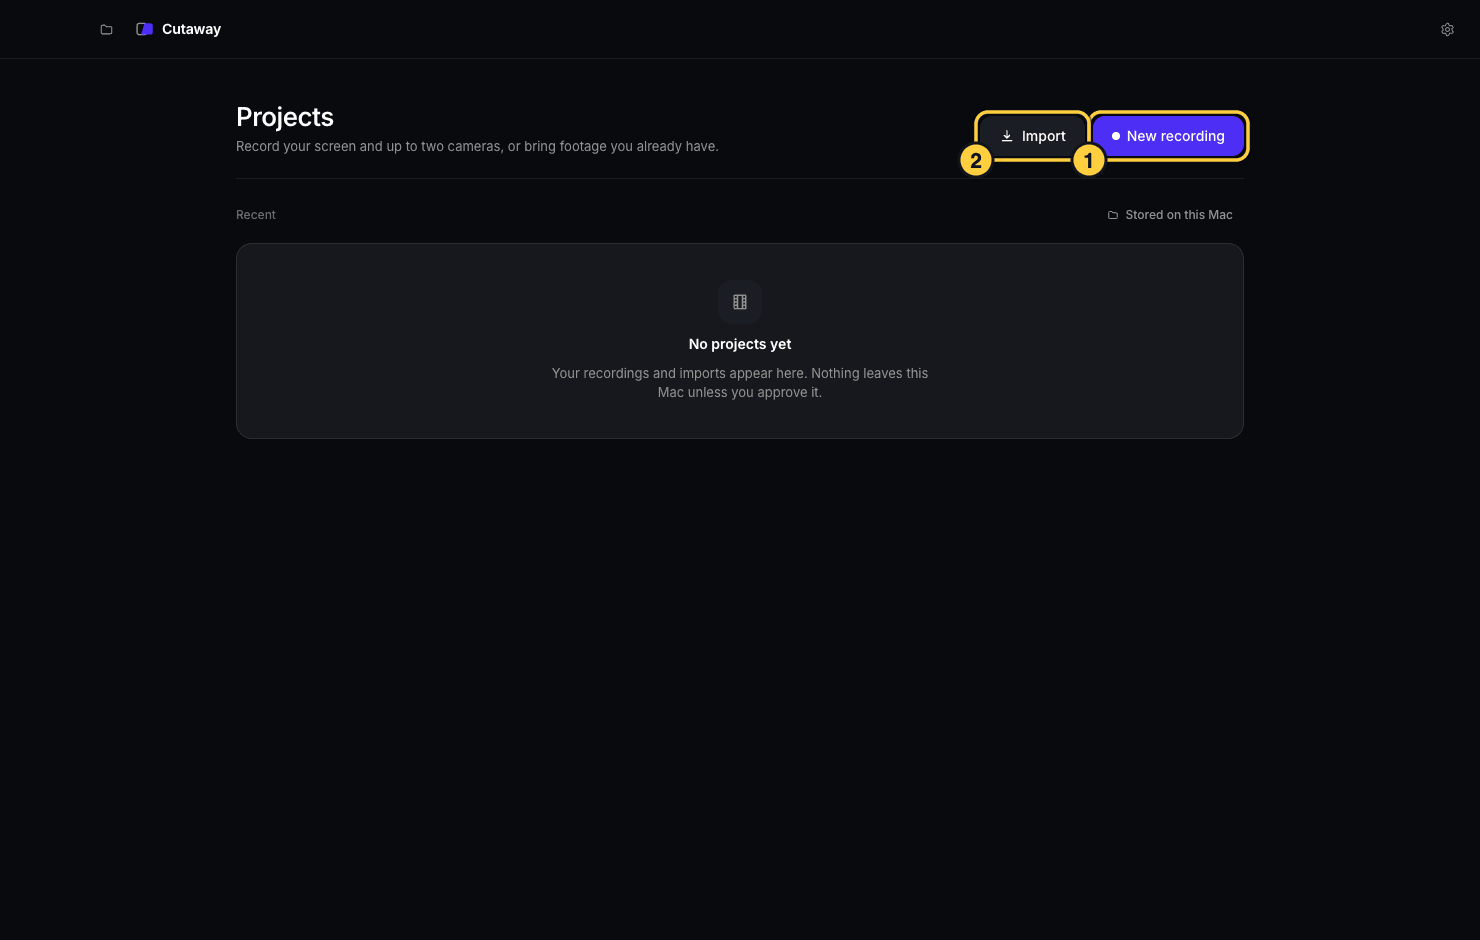 Cutaway
Projects
Record your screen and up to two cameras, or bring footage you already have.
Import
New recording
2
1
Recent
Stored on this Mac
No projects yet
Your recordings and imports appear here. Nothing leaves this
Mac unless you approve it.